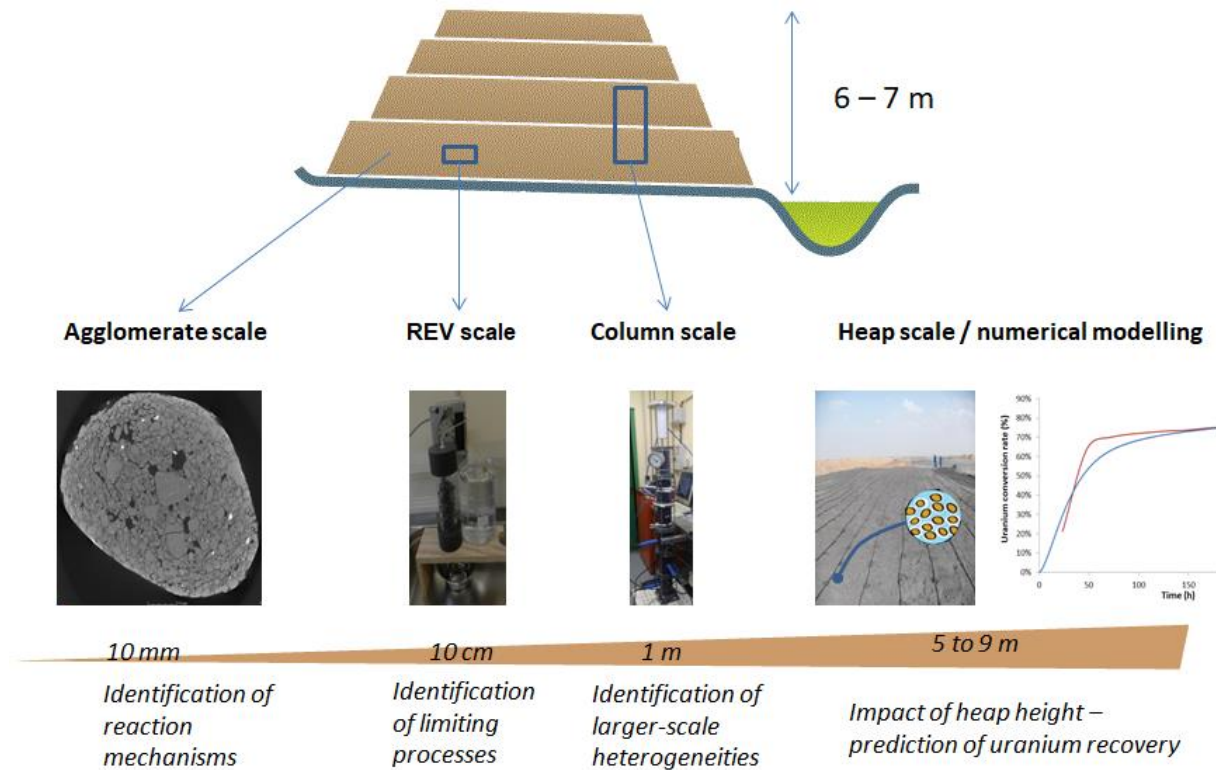 6 – 7 m
Agglomerate scale
REV scale
Column scale
Heap scale / numerical modelling
Uranium conversion rate (%)
90%
80%
70%
60%
50%
40%
30%
20%
10%
0%
0
50
100
150
Time (h)
10 mm
10 cm
1 m
5 to 9 m
Identification of
reaction
mechanisms
Identification
of limiting
processes
Identification of
larger-scale
heterogeneities
Impact of heap height –
prediction of uranium recovery